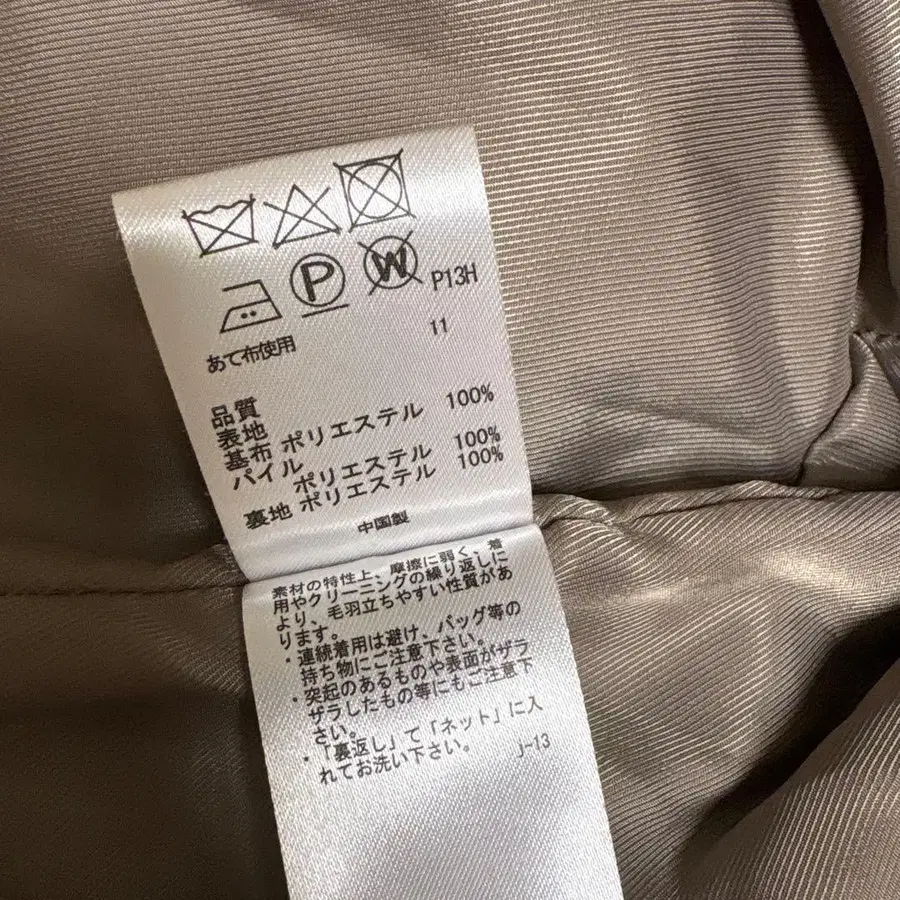 P W P13H
あて布使用 11
品質
表地
基布 ポリエステル 100%
パイル
ポリエステル 100%
裏地 ポリエステル 100%
中国製
素材の特性上、摩擦に弱く、着
用やクリーニングの繰り返しに
より、毛羽立ちやすい性質があ
ります。
・連続着用は避け、バッグ等の
持ち物にご注意下さい。
・突起のあるものや表面がザラ
ザラしたもの等にもご注意下
さい。
・「裏返し」て「ネット」に入
れてお洗い下さい。 j-13